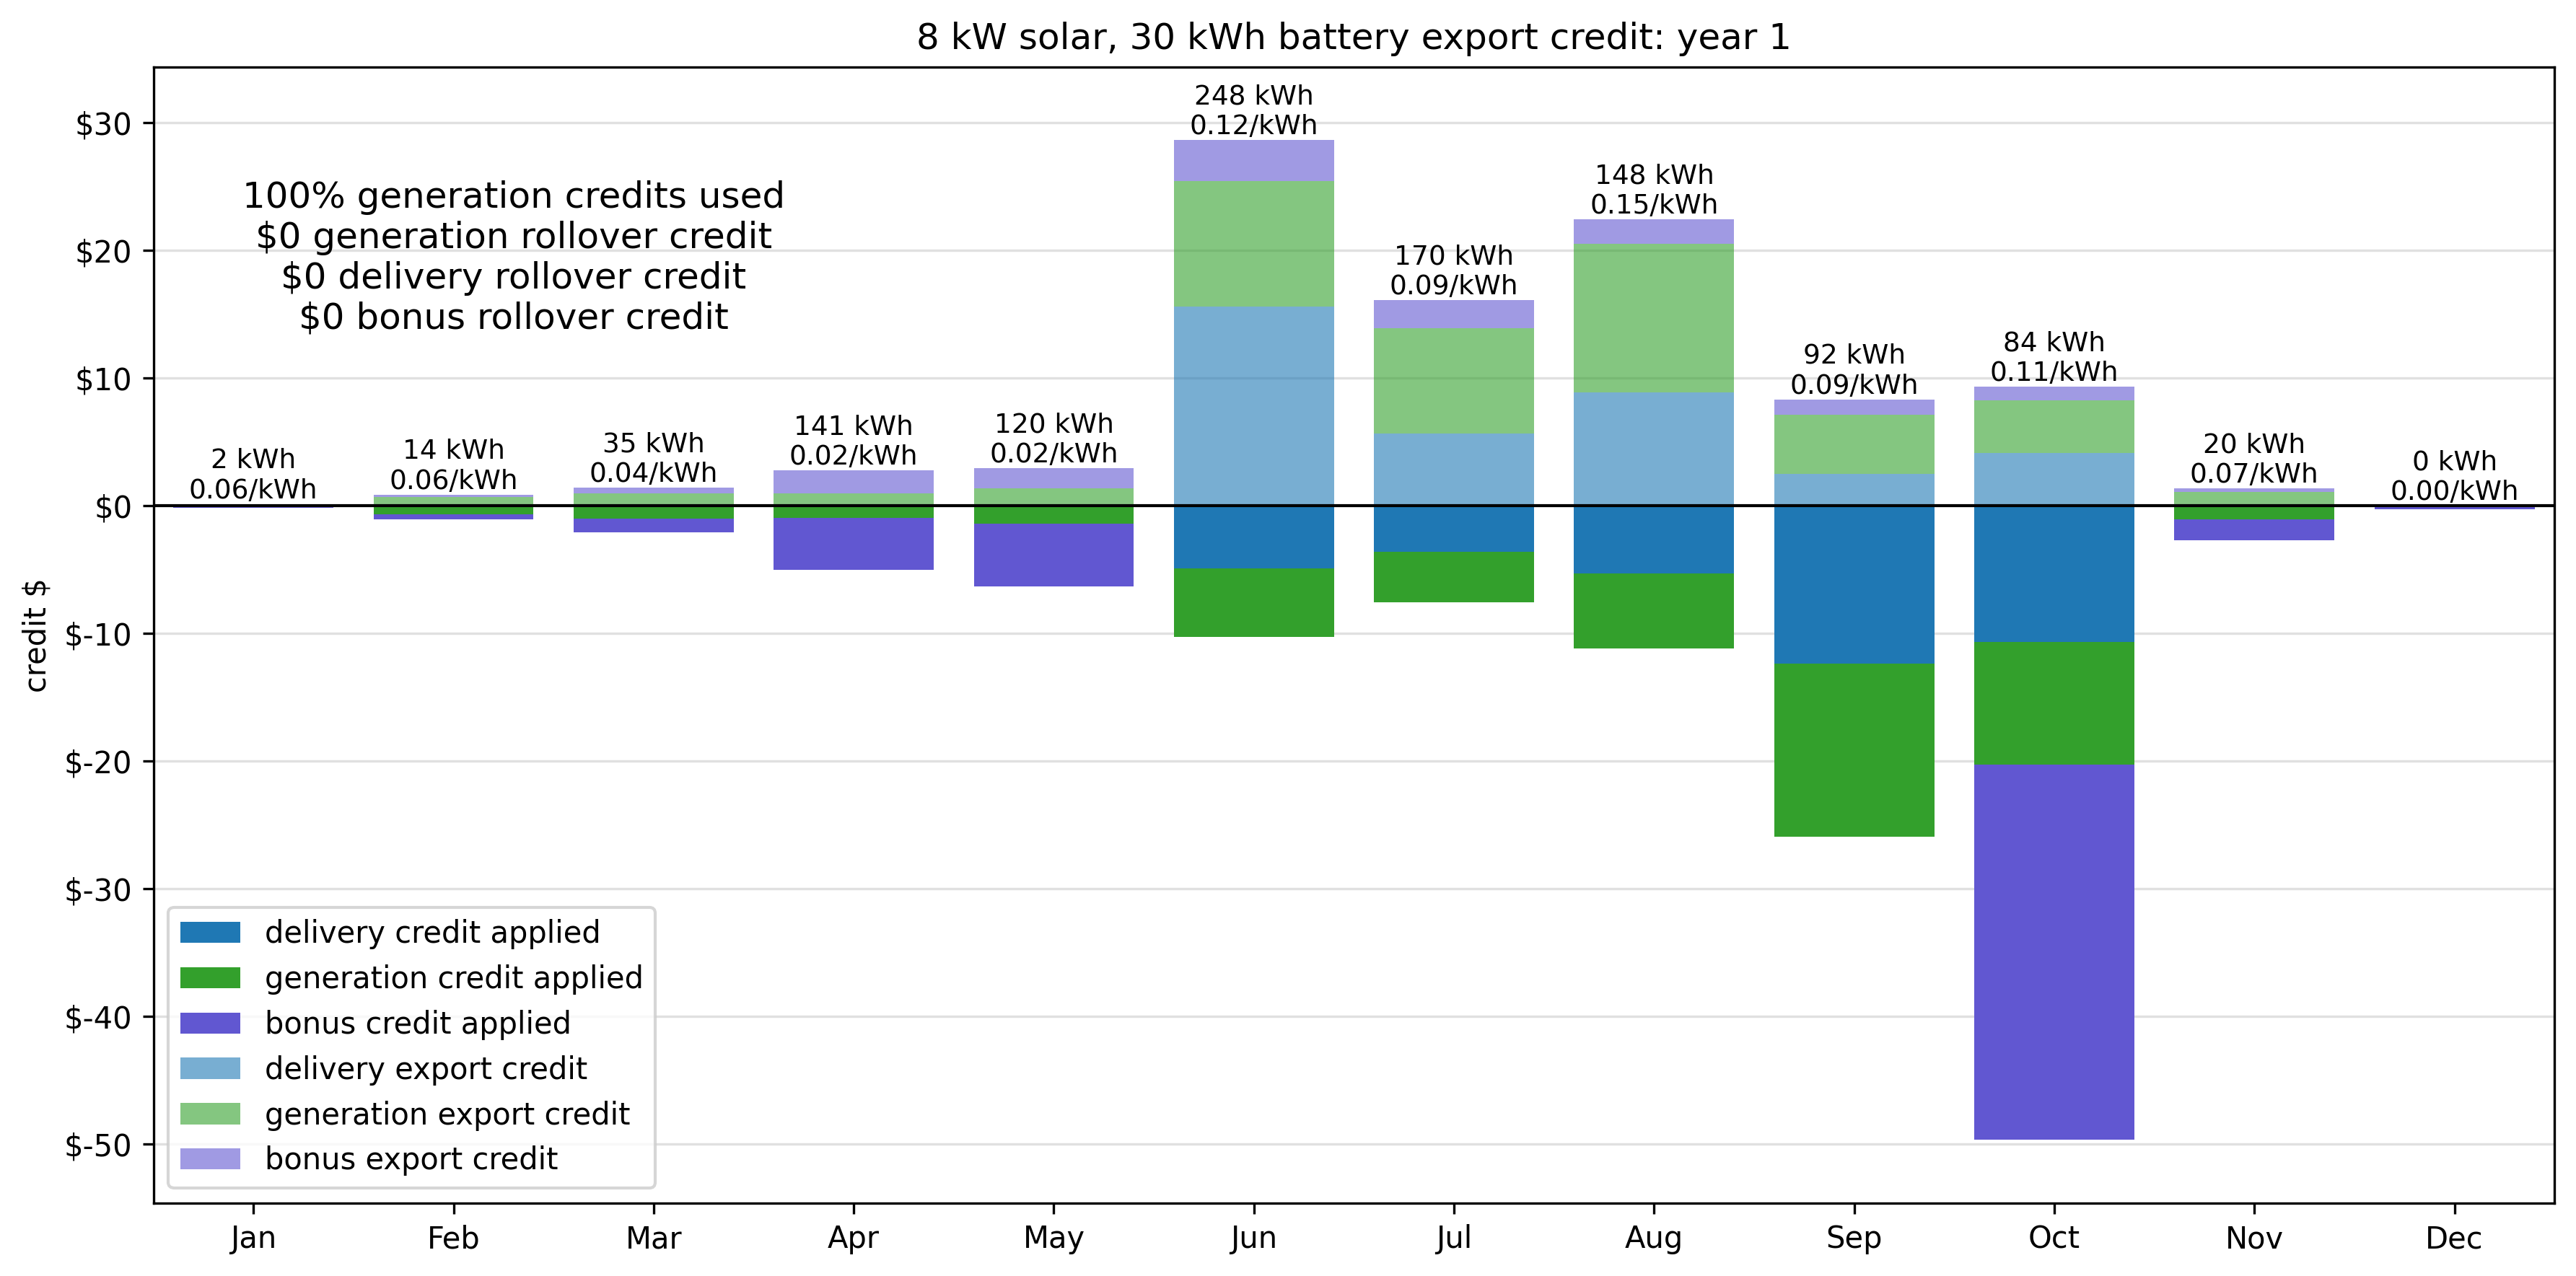 8 kW solar, 30 kWh battery export credit: year 1
credit $
$30
$20
$10
$0
$-10
$-20
$-30
$-40
$-50
100% generation credits used
$0 generation rollover credit
$0 delivery rollover credit
$0 bonus rollover credit
2 kWh
0.06/kWh
14 kWh
0.06/kWh
35 kWh
0.04/kWh
141 kWh
0.02/kWh
120 kWh
0.02/kWh
248 kWh
0.12/kWh
170 kWh
0.09/kWh
148 kWh
0.15/kWh
92 kWh
0.09/kWh
84 kWh
0.11/kWh
20 kWh
0.07/kWh
0 kWh
0.00/kWh
delivery credit applied
generation credit applied
bonus credit applied
delivery export credit
generation export credit
bonus export credit
Jan
Feb
Mar
Apr
May
Jun
Jul
Aug
Sep
Oct
Nov
Dec